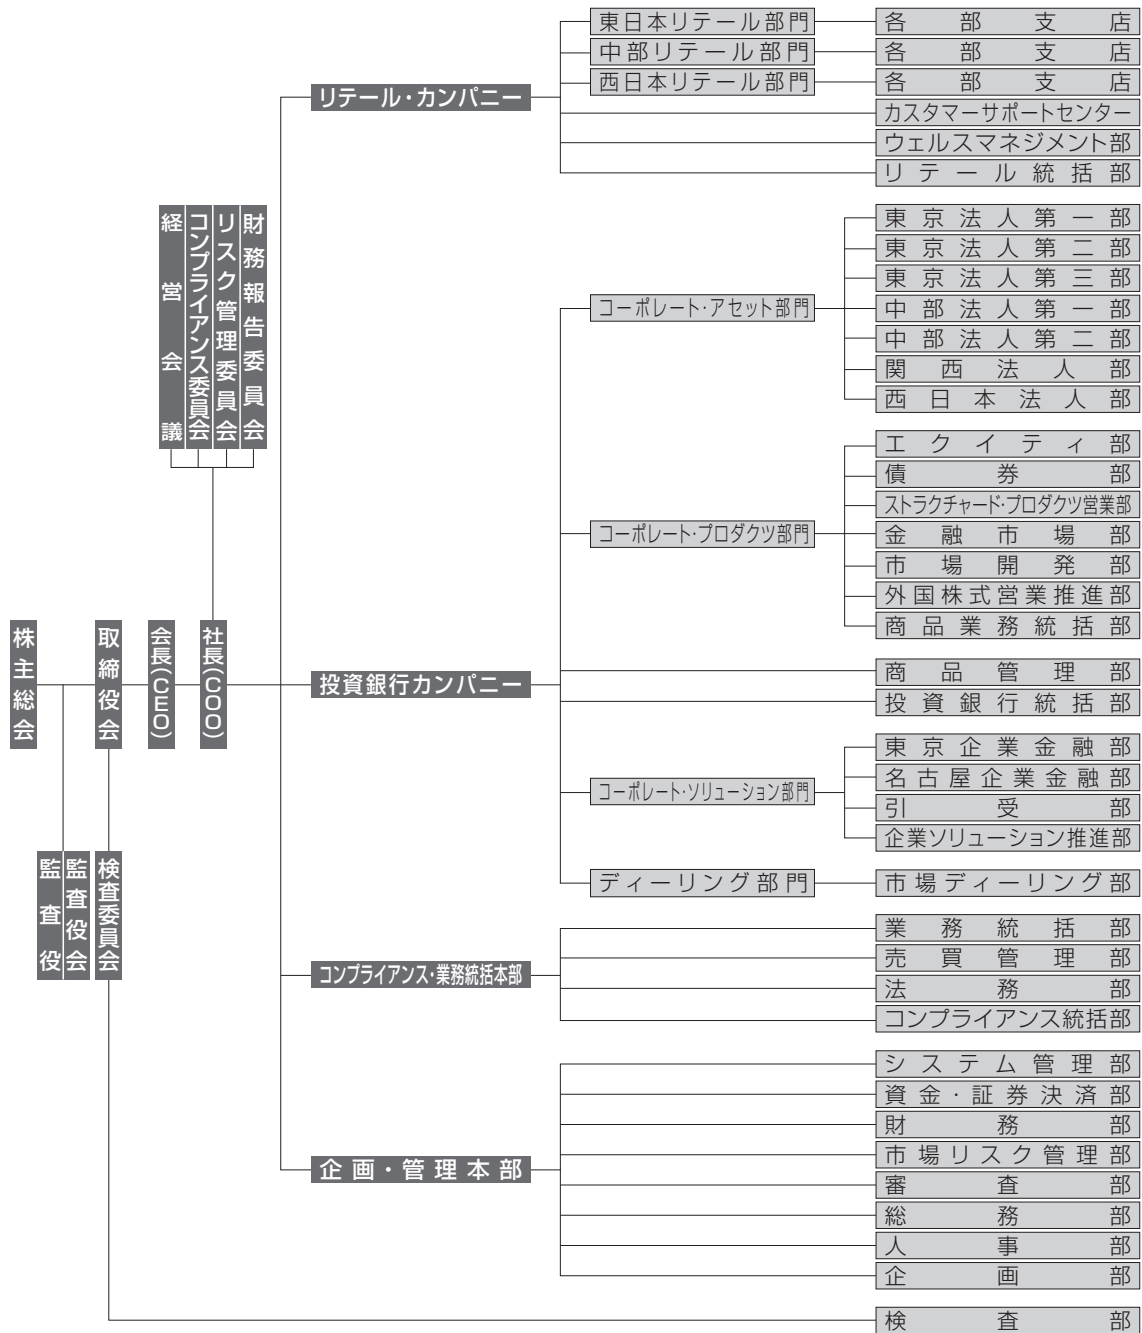 株主総会
監査役
監査役会
取締役会
検査委員会
会長(CEO)
社長(COO)
経営会議
コンプライアンス委員会
リスク管理委員会
財務報告委員会
リテール・カンパニー
東日本リテール部門
各部支店
中部リテール部門
各部支店
西日本リテール部門
各部支店
カスタマーサポートセンター
ウェルスマネジメント部
リテール統括部
投資銀行カンパニー
コーポレート・アセット部門
東京法人第一部
東京法人第二部
東京法人第三部
中部法人第一部
中部法人第二部
関西法人部
西日本法人部
コーポレート・プロダクツ部門
エクイティ部
債券部
ストラクチャード・プロダクツ営業部
金融市場部
市場開発部
外国株式営業推進部
商品業務統括部
商品管理部
投資銀行統括部
コーポレート・ソリューション部門
東京企業金融部
名古屋企業金融部
引受部
企業ソリューション推進部
ディーリング部門
市場ディーリング部
コンプライアンス・業務統括本部
業務統括部
売買管理部
法務部
コンプライアンス統括部
企画・管理本部
システム管理部
資金・証券決済部
財務部
市場リスク管理部
審査部
総務部
人事部
企画部
検査部